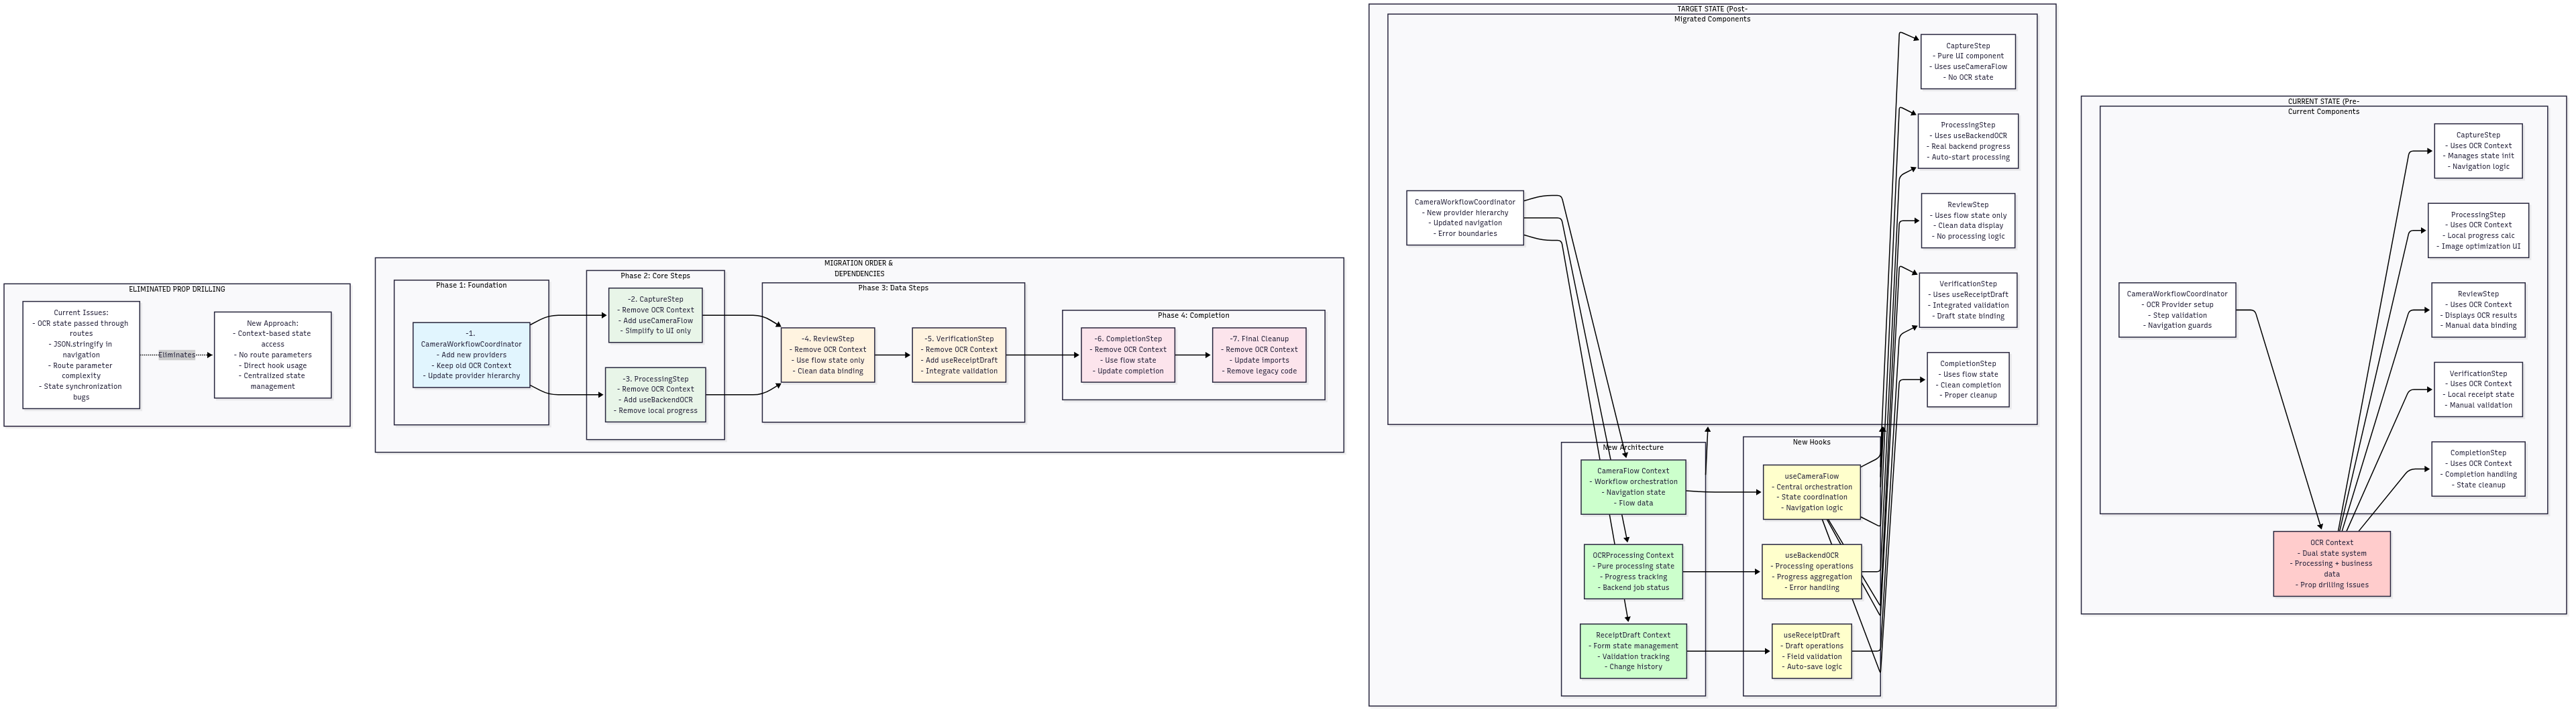 ELIMINATED PROP DRILLING
Current Issues:
- OCR state passed through
routes
- JSON.stringify in
navigation
- Route parameter
complexity
- State synchronization
bugs
Eliminates
New Approach:
- Context-based state
access
- No route parameters
- Direct hook usage
- Centralized state
management
MIGRATION ORDER &
DEPENDENCIES
Phase 1: Foundation
-1.
CameraWorkflowCoordinator
- Add new providers
- Keep old OCR Context
- Update provider hierarchy
Phase 2: Core Steps
-2. CaptureStep
- Remove OCR Context
- Add useCameraFlow
- Simplify to UI only
-3. ProcessingStep
- Remove OCR Context
- Add useBackendOCR
- Remove local progress
Phase 3: Data Steps
-4. ReviewStep
- Remove OCR Context
- Use flow state only
- Clean data binding
-5. VerificationStep
- Remove OCR Context
- Add useReceiptDraft
- Integrate validation
Phase 4: Completion
-6. CompletionStep
- Remove OCR Context
- Use flow state
- Update completion
-7. Final Cleanup
- Remove OCR Context
- Update imports
- Remove legacy code
TARGET STATE (Post-
Migrated Components
CameraWorkflowCoordinator
- New provider hierarchy
- Updated navigation
- Error boundaries
CaptureStep
- Pure UI component
- Uses useCameraFlow
- No OCR state
ProcessingStep
- Uses useBackendOCR
- Real backend progress
- Auto-start processing
ReviewStep
- Uses flow state only
- Clean data display
- No processing logic
VerificationStep
- Uses useReceiptDraft
- Integrated validation
- Draft state binding
CompletionStep
- Uses flow state
- Clean completion
- Proper cleanup
New Architecture
CameraFlow Context
- Workflow orchestration
- Navigation state
- Flow data
OCRProcessing Context
- Pure processing state
- Progress tracking
- Backend job status
ReceiptDraft Context
- Form state management
- Validation tracking
- Change history
New Hooks
useCameraFlow
- Central orchestration
- State coordination
- Navigation logic
useBackendOCR
- Processing operations
- Progress aggregation
- Error handling
useReceiptDraft
- Draft operations
- Field validation
- Auto-save logic
CURRENT STATE (Pre-
Current Components
CameraWorkflowCoordinator
- OCR Provider setup
- Step validation
- Navigation guards
CaptureStep
- Uses OCR Context
- Manages state init
- Navigation logic
ProcessingStep
- Uses OCR Context
- Local progress calc
- Image optimization UI
ReviewStep
- Uses OCR Context
- Displays OCR results
- Manual data binding
VerificationStep
- Uses OCR Context
- Local receipt state
- Manual validation
CompletionStep
- Uses OCR Context
- Completion handling
- State cleanup
OCR Context
- Dual state system
- Processing + business
data
- Prop drilling issues